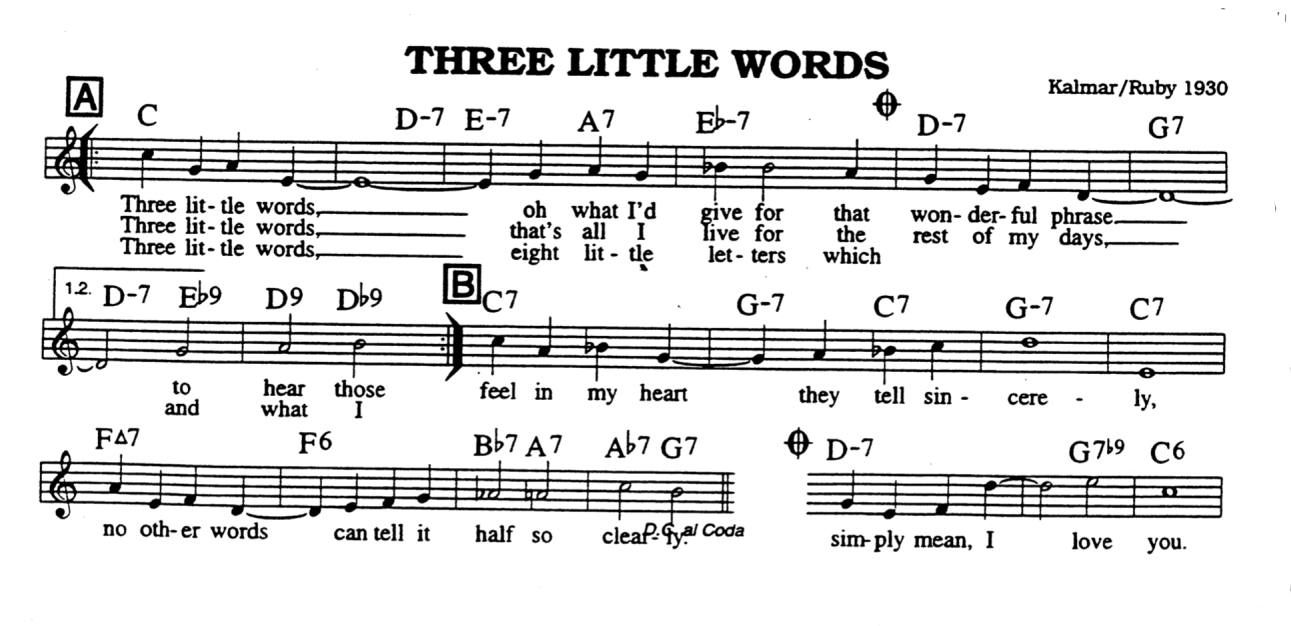 THREE LITTLE WORDS
Kalmar/Ruby 1930
A
C D-7 E-7 A7 E♭-7 D-7 G7
Three lit-tle words, oh what I'd give for that won-der-ful phrase
Three lit-tle words, that's all I live for the rest of my days,
Three lit-tle words, eight lit-tle let-ters which
1.2. D-7 E♭9 D9 D♭9 B C7 G-7 C7 G-7 C7
to hear those feel in my heart they tell sin - cere - ly,
and what I
F△7 F6 B♭7 A7 A♭7 G7 D-7 G7♭9 C6
no oth-er words can tell it half so clear-ly. D.C. al Coda sim-ply mean, I love you.